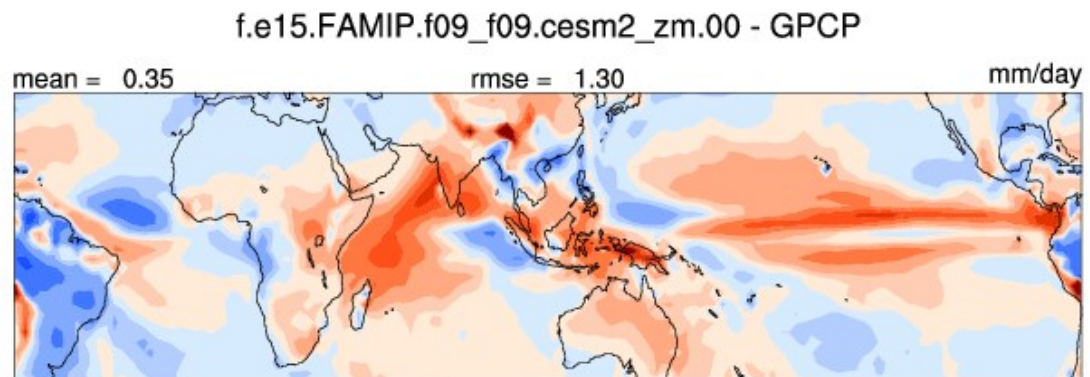 f.e15.FAMIP.f09_f09.cesm2_zm.00 - GPCP
mean = 0.35 rmse = 1.30 mm/day